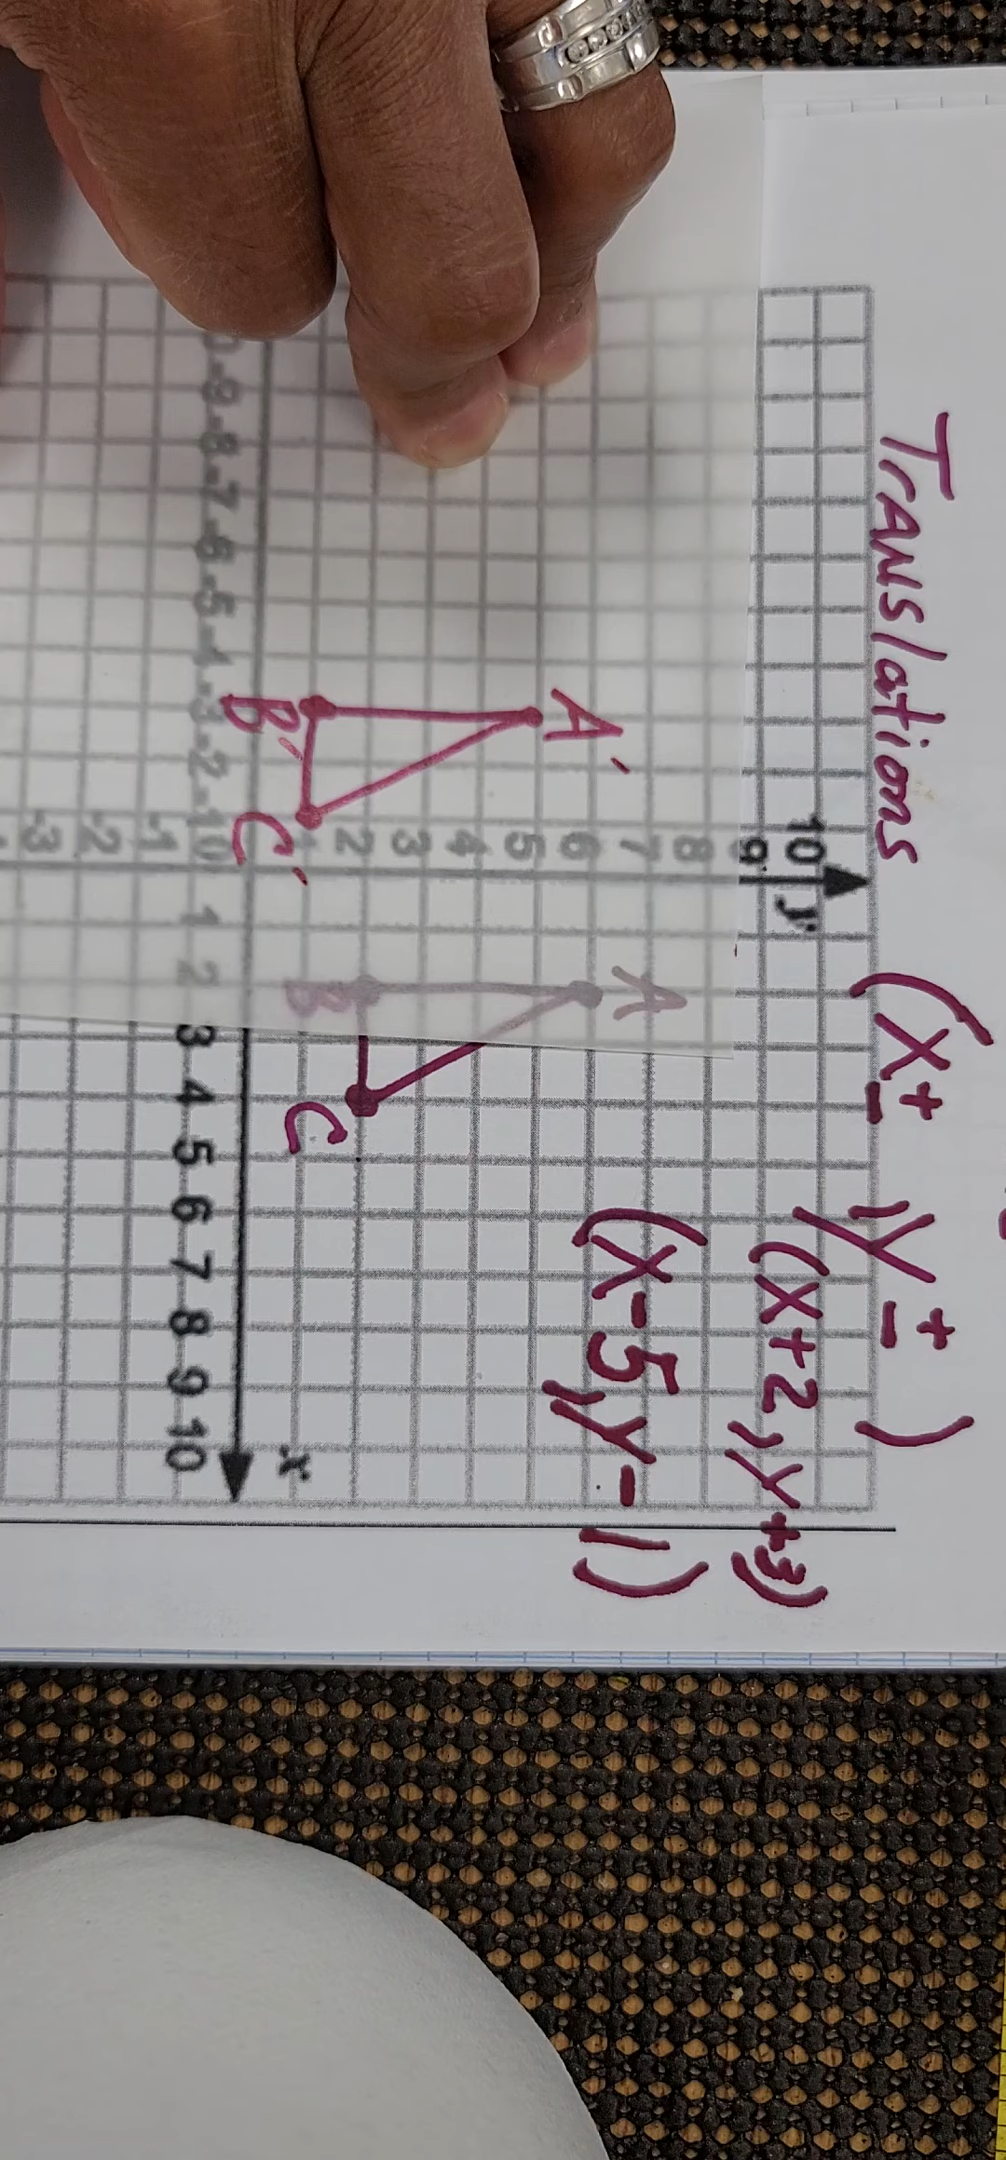 TRANSlations
(x± , y± )
(x+2, y+3)
(x-5, y-1)
10 y
9
8
7
6
5
4
3
2
A'
A
B'
C'
B
C
x
-9 -8 -7 -6 -5 -4 -3 -2 -1 0 1 2 3 4 5 6 7 8 9 10
-1
-2
-3